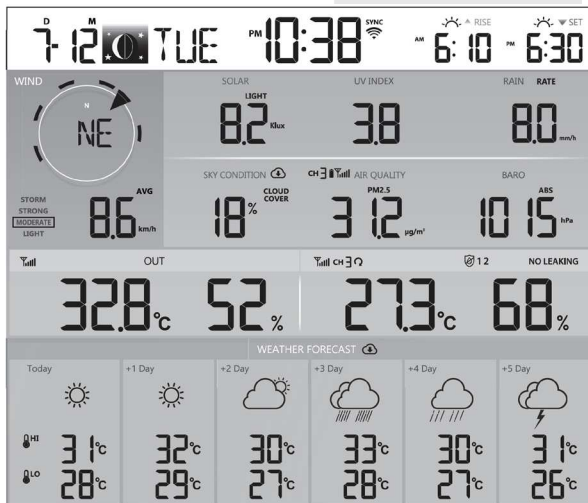 D M SYNC RISE SET
7-12 TUE PM 10:38 AM 6:10 PM 6:30
WIND SOLAR UV INDEX RAIN RATE
N LIGHT
NE 8.2 Klux 3.8 8.0 mm/h
SKY CONDITION CH 3 AIR QUALITY BARO
AVG CLOUD COVER PM2.5 ABS
STORM
STRONG
MODERATE
LIGHT
8.6 km/h 18 % 31.2 µg/m³ 1015 hPa
OUT CH 3 1 2 NO LEAKING
32.8°C 52% 27.3°C 68%
WEATHER FORECAST
Today +1 Day +2 Day +3 Day +4 Day +5 Day
HI 31°C 32°C 30°C 33°C 30°C 31°C
LO 28°C 29°C 27°C 28°C 27°C 26°C